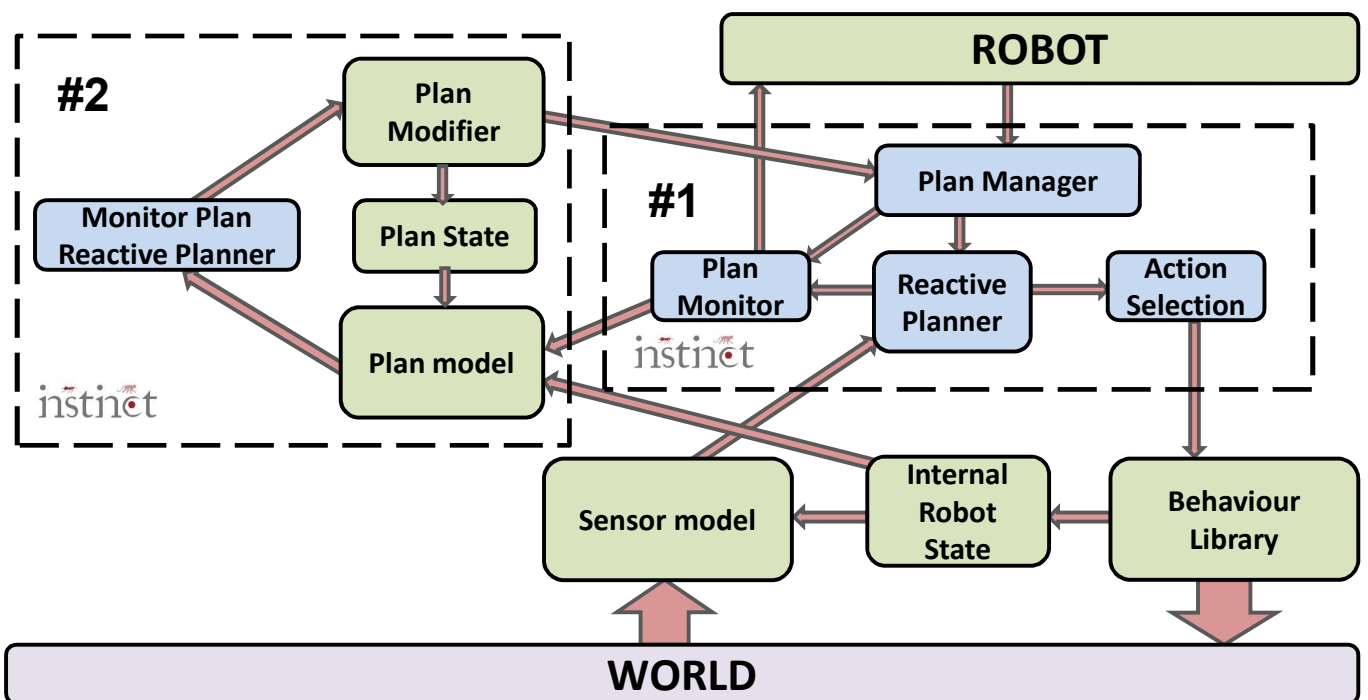 ROBOT
#2
Plan
Modifier
Plan Manager
#1
Monitor Plan
Reactive Planner
Plan State
Plan
Monitor
Reactive
Planner
Action
Selection
instinct
Plan model
instinct
Sensor model
Internal
Robot
State
Behaviour
Library
WORLD